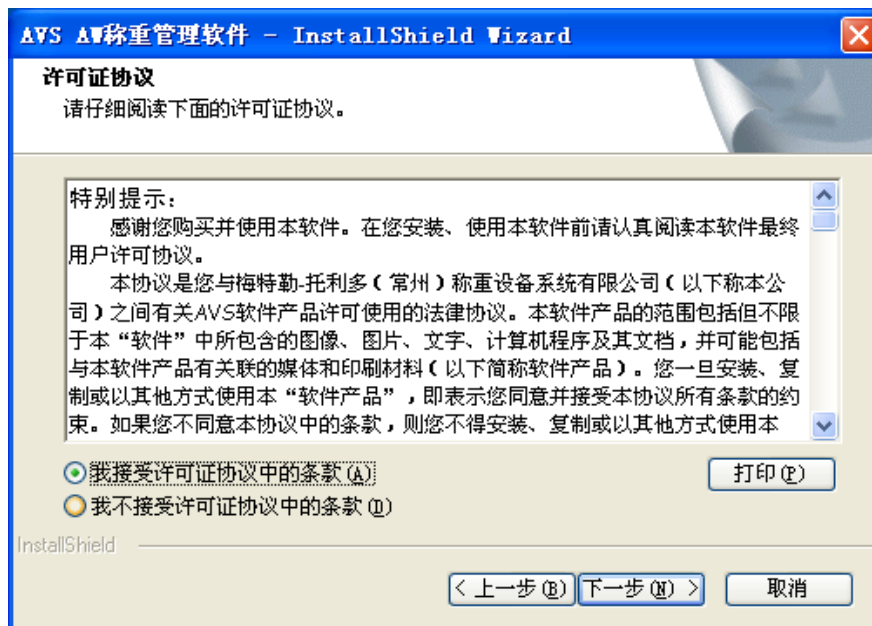 AVS AW称重管理软件 - InstallShield Wizard
许可证协议
请仔细阅读下面的许可证协议。
特别提示：
感谢您购买并使用本软件。在您安装、使用本软件前请认真阅读本软件最终
用户许可协议。
本协议是您与梅特勒-托利多（常州）称重设备系统有限公司（以下称本公
司）之间有关AVS软件产品许可使用的法律协议。本软件产品的范围包括但不限
于本“软件”中所包含的图像、图片、文字、计算机程序及其文档，并可能包括
与本软件产品有关联的媒体和印刷材料（以下简称软件产品）。您一旦安装、复
制或以其他方式使用本“软件产品”，即表示您同意并接受本协议所有条款的约
束。如果您不同意本协议中的条款，则您不得安装、复制或以其他方式使用本
我接受许可证协议中的条款(A)
打印(P)
我不接受许可证协议中的条款(D)
InstallShield
< 上一步(B)
下一步(N) >
取消